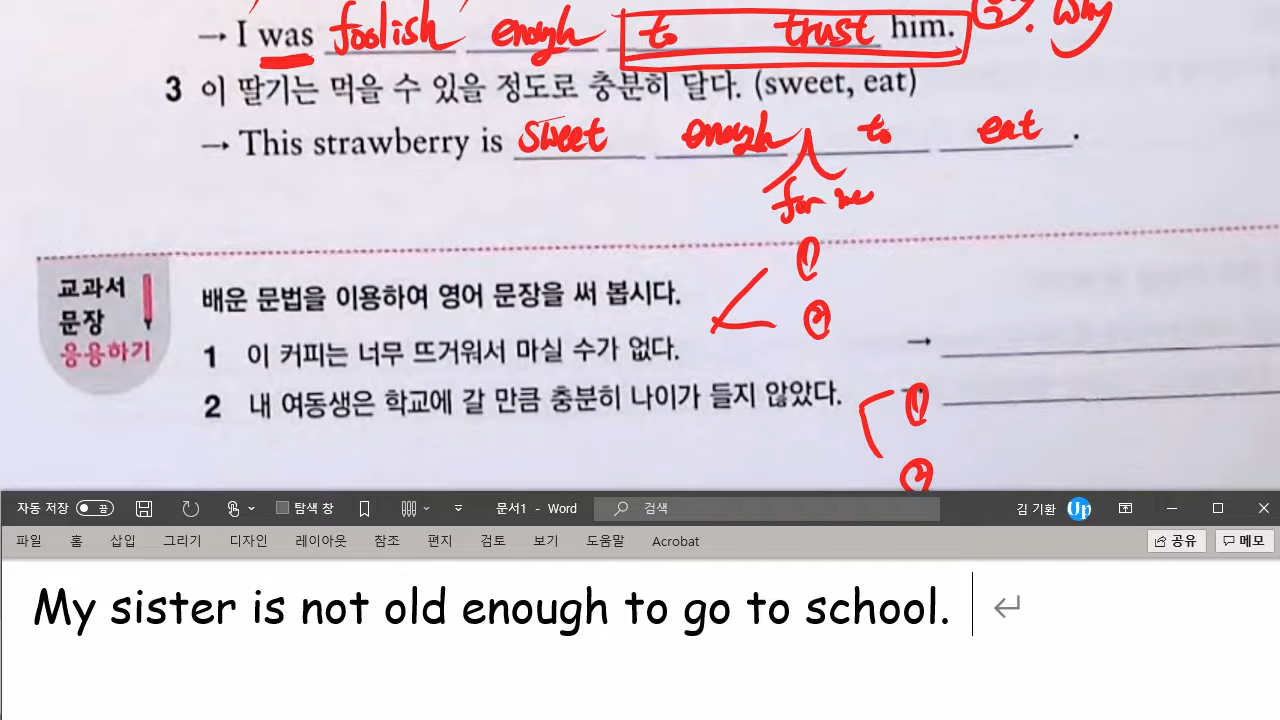 → I was foolish enough to trust him. ② . Why
3 이 딸기는 먹을 수 있을 정도로 충분히 달다. (sweet, eat)
→ This strawberry is sweet enough to eat.
for me
①
교과서
문장
응용하기
배운 문법을 이용하여 영어 문장을 써 봅시다.
②
1 이 커피는 너무 뜨거워서 마실 수가 없다. →
2 내 여동생은 학교에 갈 만큼 충분히 나이가 들지 않았다. → ①
②
자동 저장 끔 탐색 창 문서1 - Word 검색 김 기환 Up
파일 홈 삽입 그리기 디자인 레이아웃 참조 편지 검토 보기 도움말 Acrobat 공유 메모
My sister is not old enough to go to school.